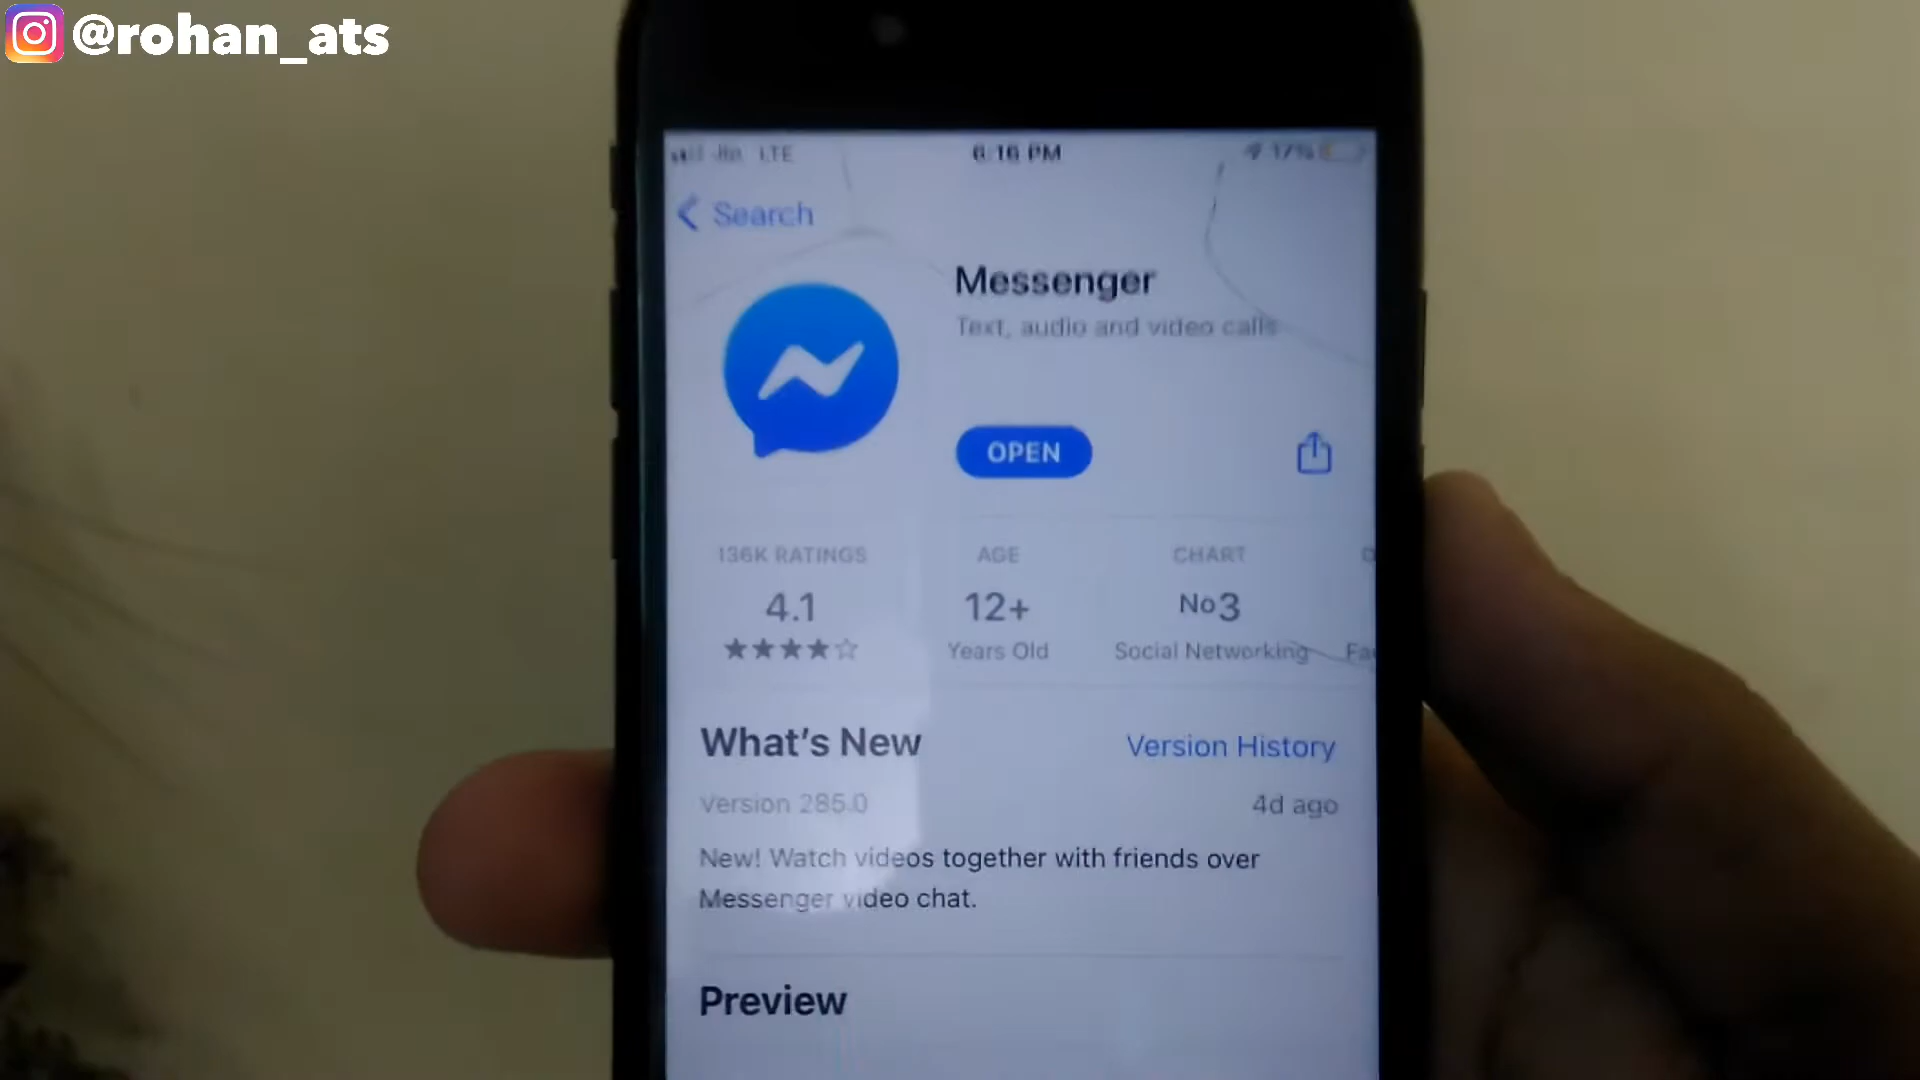 @rohan_ats
Jio LTE 6:16 PM 17%
Search
Messenger
Text, audio and video calls
OPEN
136K RATINGS AGE CHART
4.1 12+ No3
Years Old Social Networking
What's New Version History
Version 285.0 4d ago
New! Watch videos together with friends over
Messenger video chat.
Preview